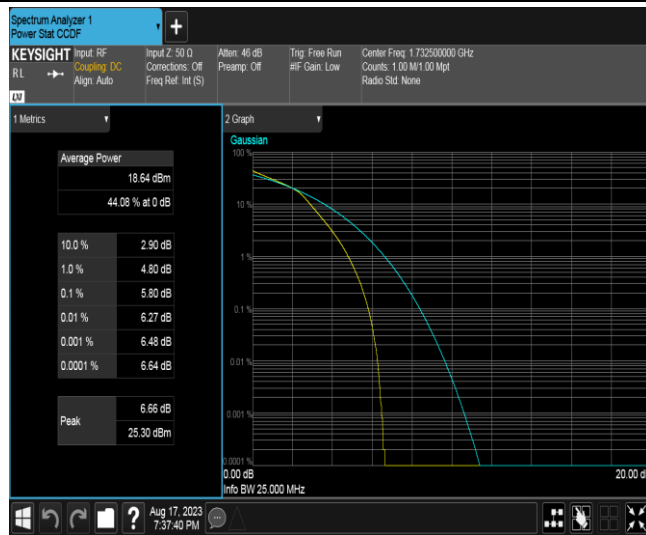 Spectrum Analyzer 1
Power Stat CCDF
KEYSIGHT
RL
Input: RF
Coupling: DC
Align: Auto
Input Z: 50 Ω
Corrections: Off
Freq Ref: Int (S)
Atten: 46 dB
Preamp: Off
Trig: Free Run
#IF Gain: Low
Center Freq: 1.732500000 GHz
Counts: 1.00 M/1.00 Mpt
Radio Std: None
LXI
1 Metrics
Average Power
18.64 dBm
44.08 % at 0 dB
10.0 % 2.90 dB
1.0 % 4.80 dB
0.1 % 5.80 dB
0.01 % 6.27 dB
0.001 % 6.48 dB
0.0001 % 6.64 dB
Peak
6.66 dB
25.30 dBm
2 Graph
Gaussian
100 %
10 %
1 %
0.1 %
0.01 %
0.001 %
0.0001 %
0.00 dB
20.00 d
Info BW 25.000 MHz
?
Aug 17, 2023
7:37:40 PM